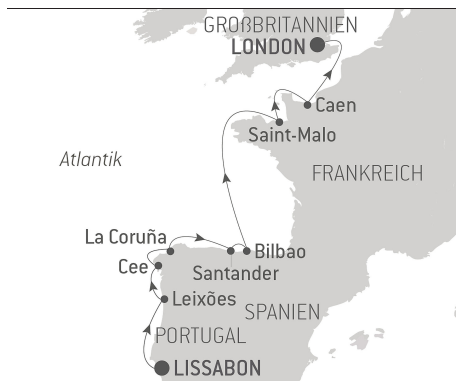 GROßBRITANNIEN
LONDON
Caen
Saint-Malo
Atlantik
FRANKREICH
La Coruña
Bilbao
Cee
Santander
Leixões
SPANIEN
PORTUGAL
LISSABON